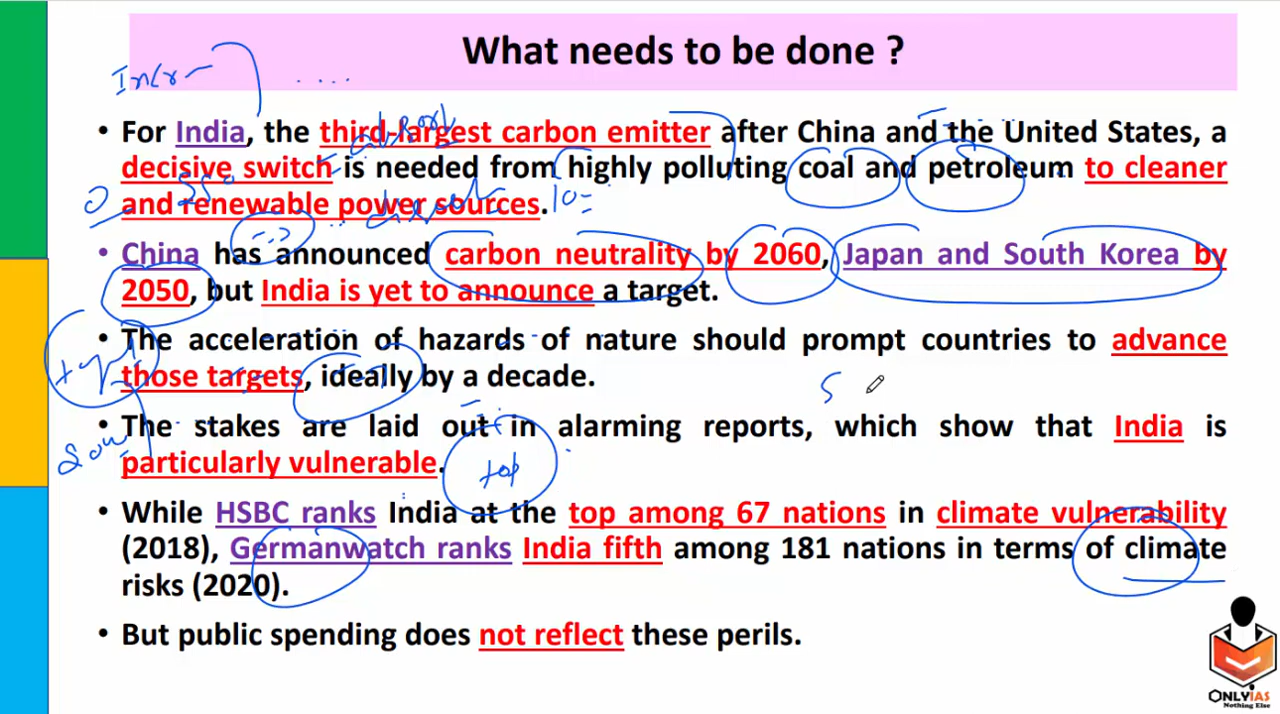 What needs to be done ?
Incr
• For India, the third-largest carbon emitter after China and the United States, a
decisive switch is needed from highly polluting coal and petroleum to cleaner
and renewable power sources.
10=
• China has announced carbon neutrality by 2060, Japan and South Korea by
2050, but India is yet to announce a target.
• The acceleration of hazards of nature should prompt countries to advance
those targets, ideally by a decade.
5
• The stakes are laid out in alarming reports, which show that India is
particularly vulnerable.
top
• While HSBC ranks India at the top among 67 nations in climate vulnerability
(2018), Germanwatch ranks India fifth among 181 nations in terms of climate
risks (2020).
• But public spending does not reflect these perils.
ONLYIAS
Nothing Else